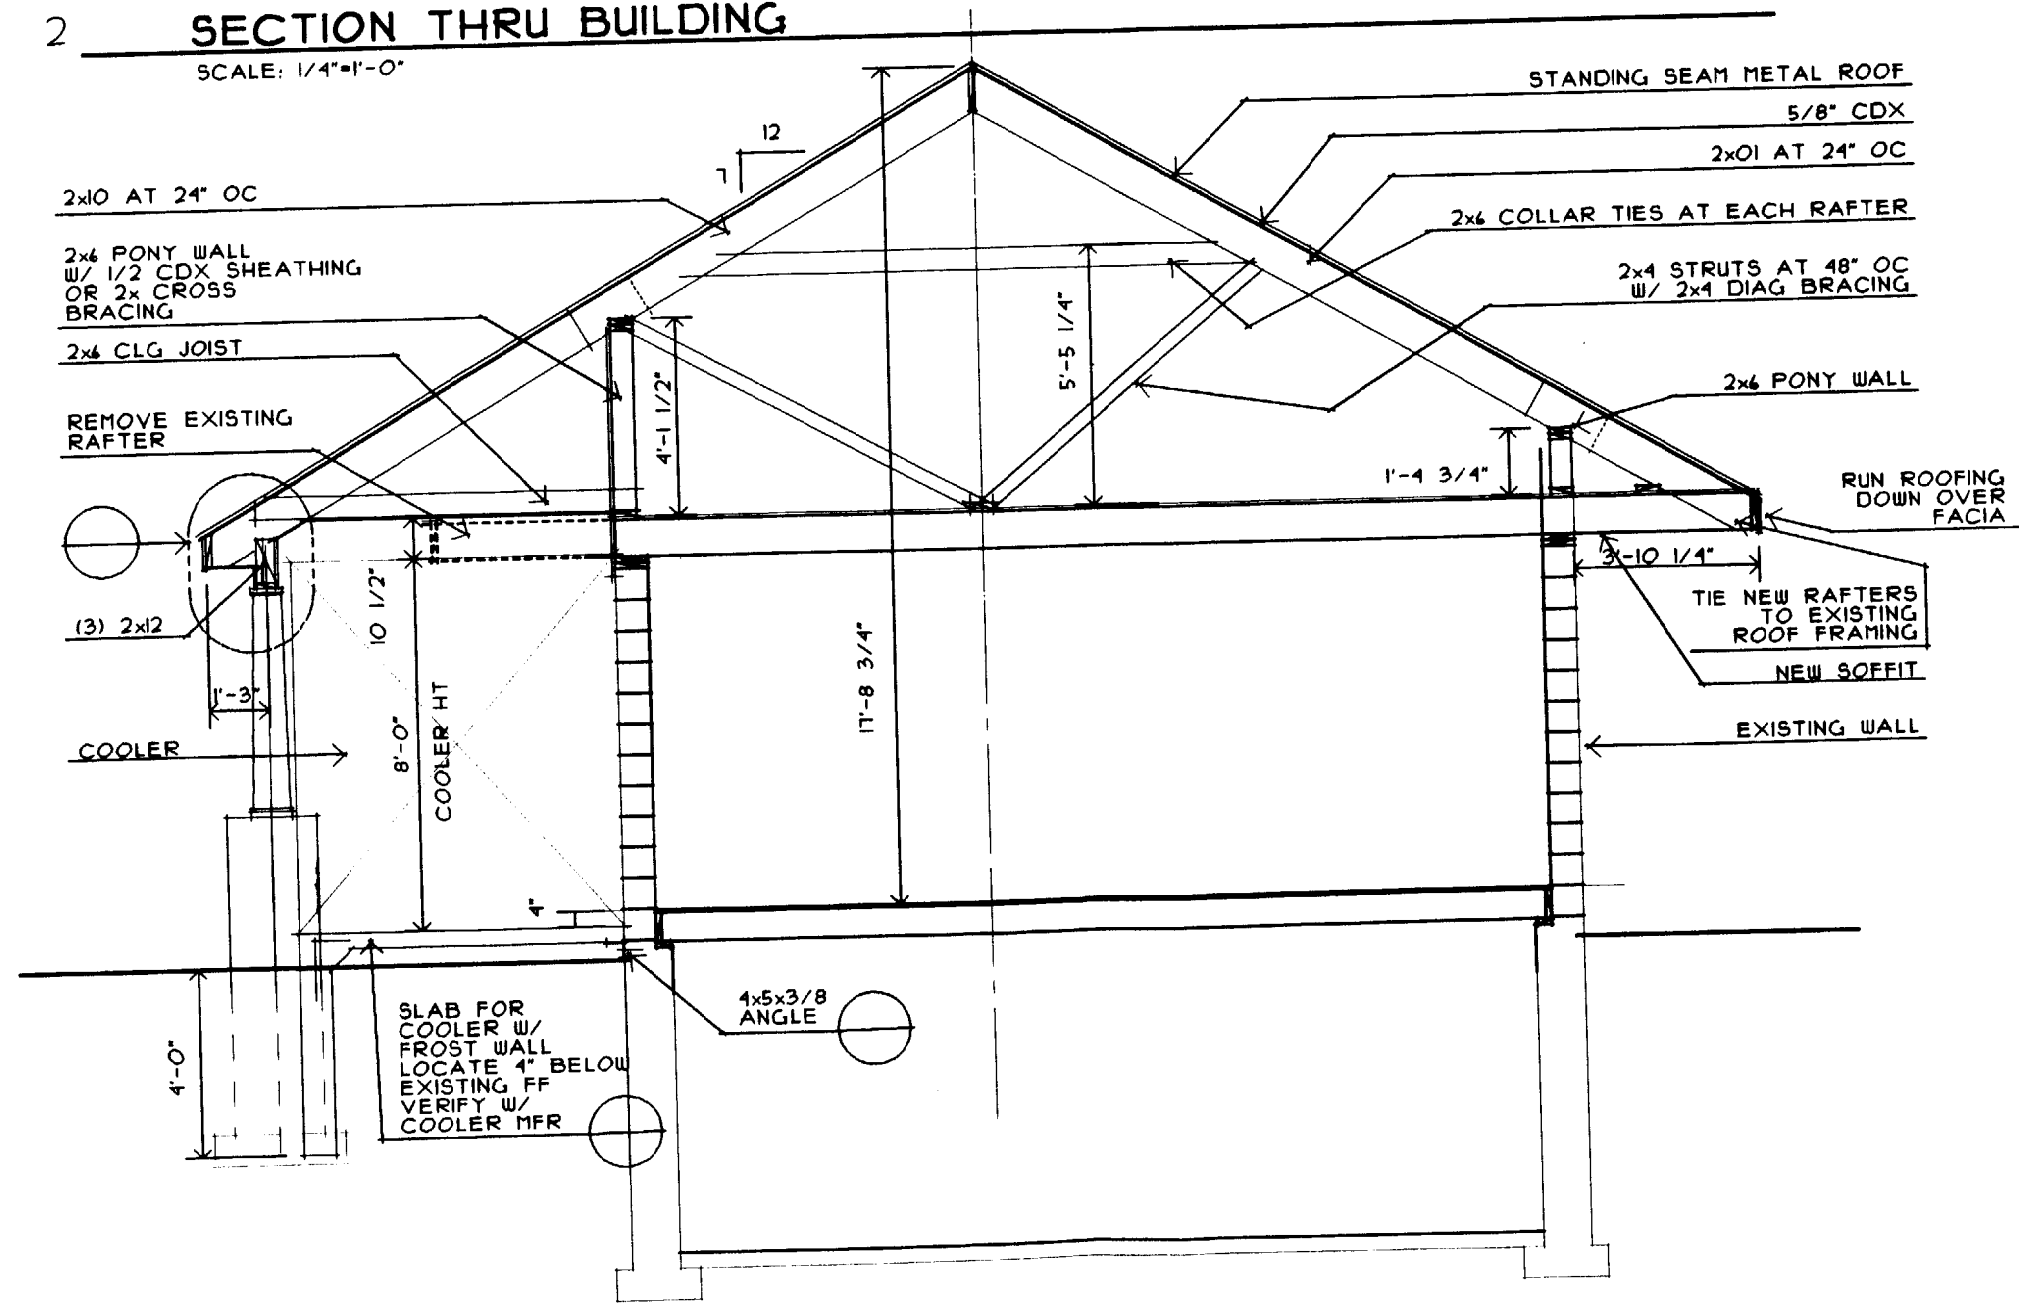 2 SECTION THRU BUILDING
SCALE: 1/4"=1'-0"
12
7
STANDING SEAM METAL ROOF
5/8" CDX
2x01 AT 24" OC
2x6 COLLAR TIES AT EACH RAFTER
2x4 STRUTS AT 48" OC
W/ 2x4 DIAG BRACING
2x6 PONY WALL
RUN ROOFING
DOWN OVER
FACIA
TIE NEW RAFTERS
TO EXISTING
ROOF FRAMING
NEW SOFFIT
EXISTING WALL
2x10 AT 24" OC
2x6 PONY WALL
W/ 1/2 CDX SHEATHING
OR 2x CROSS
BRACING
2x6 CLG JOIST
REMOVE EXISTING
RAFTER
(3) 2x12
COOLER
4'-1 1/2"
5'-5 1/4"
1'-4 3/4"
3'-10 1/4"
10 1/2"
17'-8 3/4"
1'-3"
8'-0"
COOLER HT
4"
4'-0"
SLAB FOR
COOLER W/
FROST WALL
LOCATE 4" BELOW
EXISTING FF
VERIFY W/
COOLER MFR
4x5x3/8
ANGLE